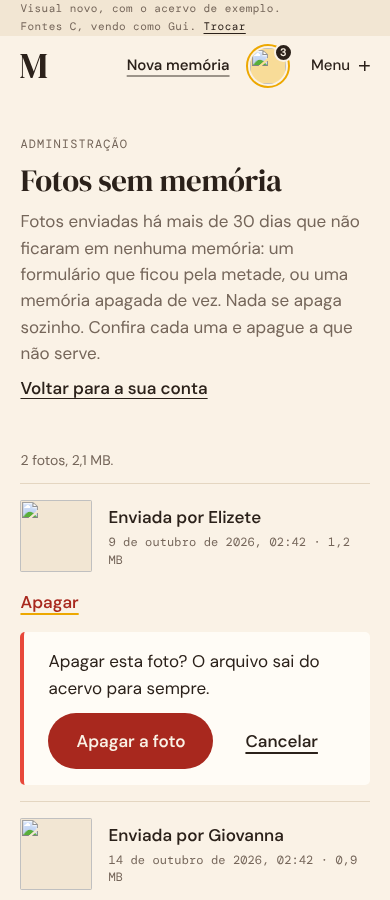 Visual novo, com o acervo de exemplo.
Fontes C, vendo como Gui. Trocar
M
Nova memória
3
Menu +
ADMINISTRAÇÃO
Fotos sem memória
Fotos enviadas há mais de 30 dias que não
ficaram em nenhuma memória: um
formulário que ficou pela metade, ou uma
memória apagada de vez. Nada se apaga
sozinho. Confira cada uma e apague a que
não serve.
Voltar para a sua conta
2 fotos, 2,1 MB.
Enviada por Elizete
9 de outubro de 2026, 02:42 · 1,2
MB
Apagar
Apagar esta foto? O arquivo sai do
acervo para sempre.
Apagar a foto
Cancelar
Enviada por Giovanna
14 de outubro de 2026, 02:42 · 0,9
MB